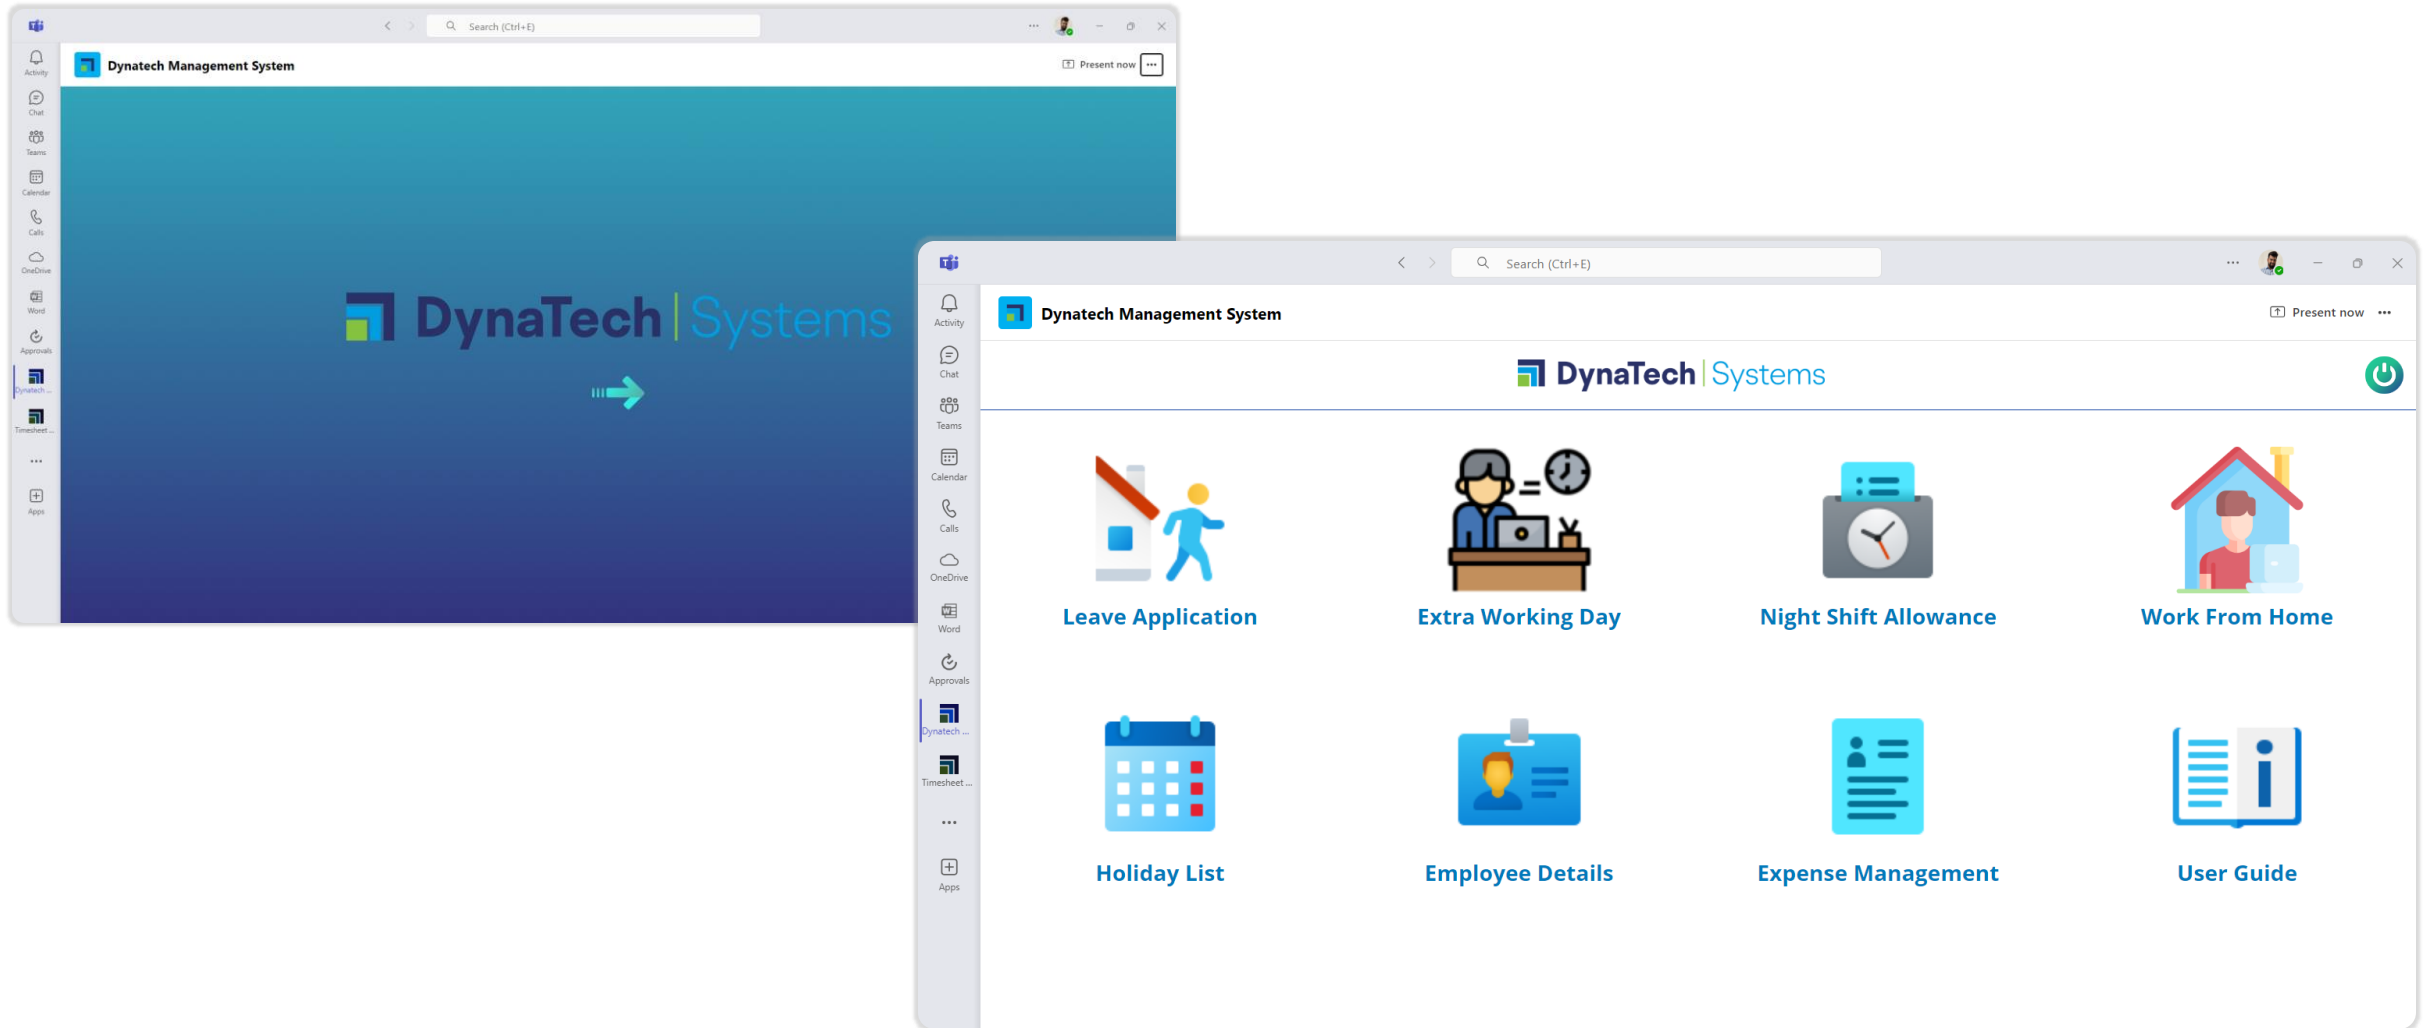 Search (Ctrl+E)
Dynatech Management System
Present now
Activity
Chat
Teams
Calendar
Calls
OneDrive
Word
Approvals
Dynatech ...
Timesheet ...
Apps
DynaTech | Systems
Search (Ctrl+E)
Dynatech Management System
Present now
Activity
Chat
Teams
Calendar
Calls
OneDrive
Word
Approvals
Dynatech ...
Timesheet ...
Apps
DynaTech | Systems
Leave Application
Extra Working Day
Night Shift Allowance
Work From Home
Holiday List
Employee Details
Expense Management
User Guide